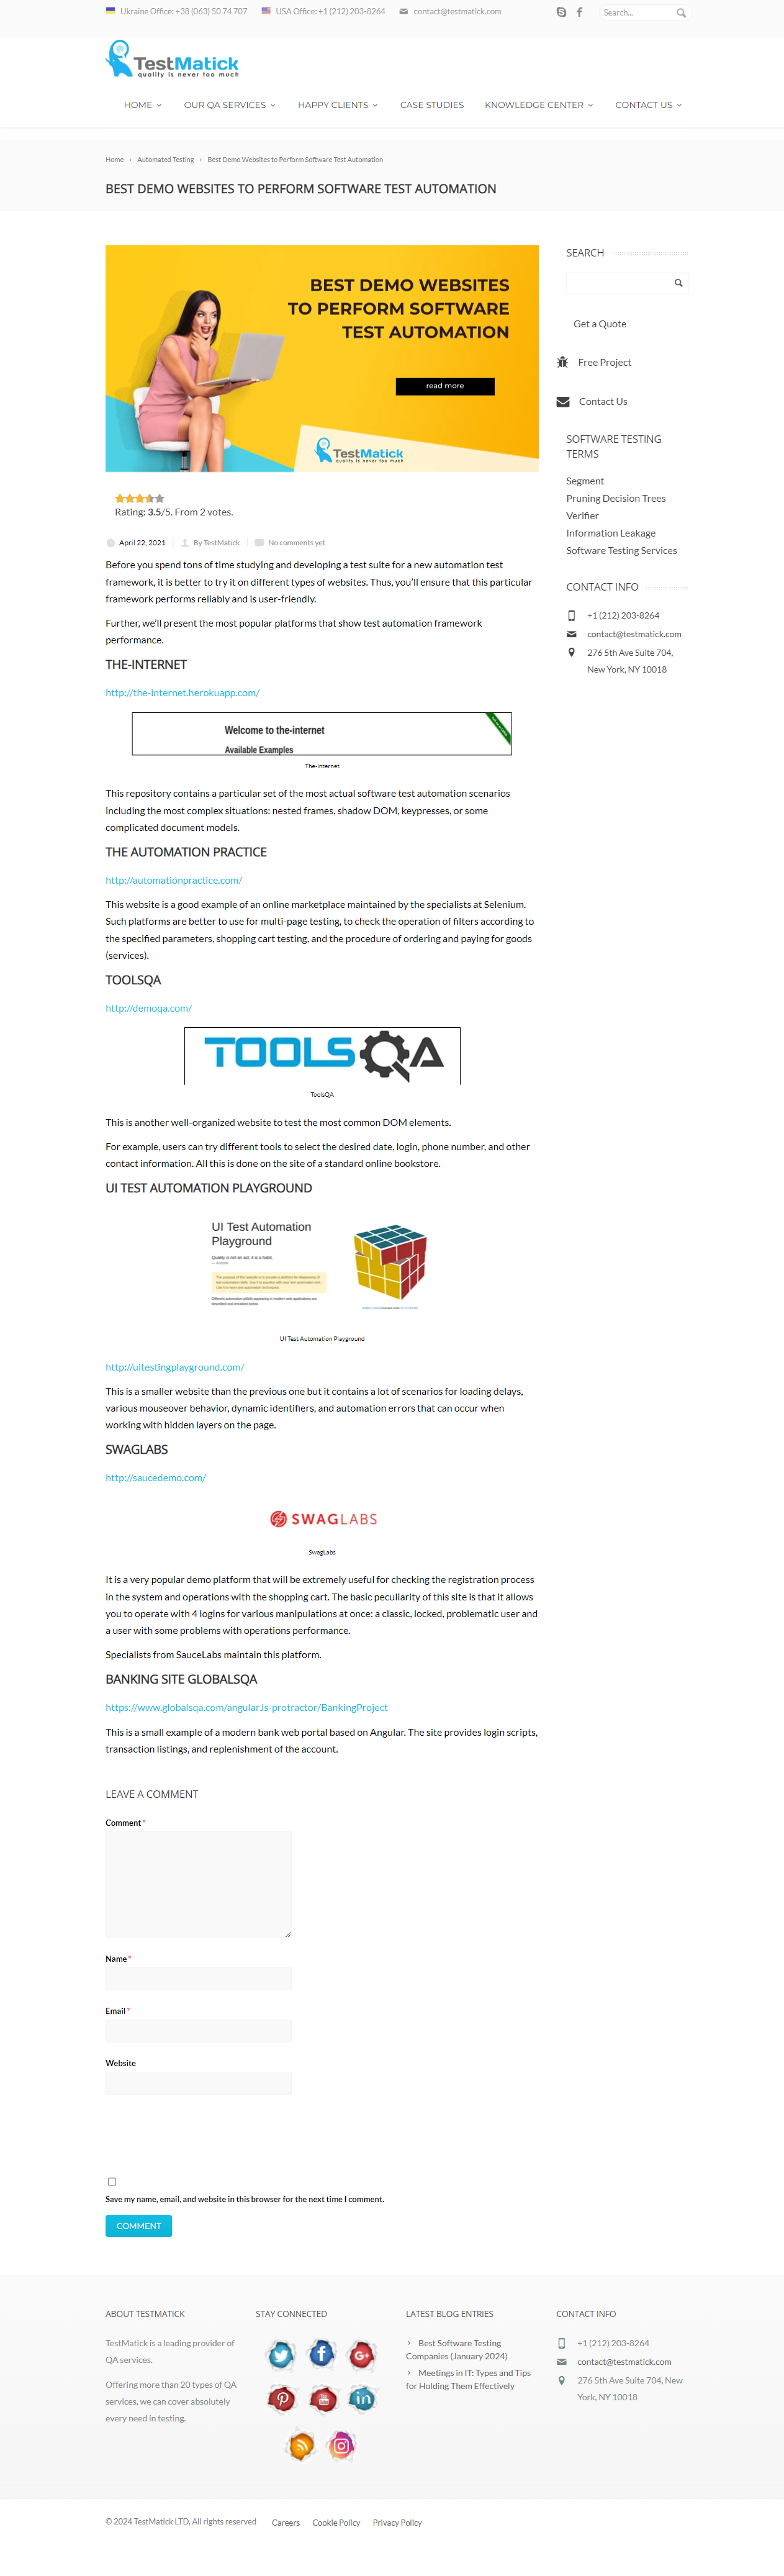 Ukraine Office: +38 (063) 50 74 707
USA Office: +1 (212) 203-8264
contact@testmatick.com
Search...
TestMatick
quality is never too much
HOME
OUR QA SERVICES
HAPPY CLIENTS
CASE STUDIES
KNOWLEDGE CENTER
CONTACT US
Home › Automated Testing › Best Demo Websites to Perform Software Test Automation
BEST DEMO WEBSITES TO PERFORM SOFTWARE TEST AUTOMATION
BEST DEMO WEBSITES
TO PERFORM SOFTWARE
TEST AUTOMATION
read more
TestMatick
quality is never too much
Rating: 3.5/5. From 2 votes.
April 22, 2021
By TestMatick
No comments yet
Before you spend tons of time studying and developing a test suite for a new automation test
framework, it is better to try it on different types of websites. Thus, you’ll ensure that this particular
framework performs reliably and is user-friendly.
Further, we’ll present the most popular platforms that show test automation framework
performance.
THE-INTERNET
http://the-internet.herokuapp.com/
Welcome to the-internet
Available Examples
The-internet
This repository contains a particular set of the most actual software test automation scenarios
including the most complex situations: nested frames, shadow DOM, keypresses, or some
complicated document models.
THE AUTOMATION PRACTICE
http://automationpractice.com/
This website is a good example of an online marketplace maintained by the specialists at Selenium.
Such platforms are better to use for multi-page testing, to check the operation of filters according to
the specified parameters, shopping cart testing, and the procedure of ordering and paying for goods
(services).
TOOLSQA
http://demoqa.com/
TOOLSQA
ToolsQA
This is another well-organized website to test the most common DOM elements.
For example, users can try different tools to select the desired date, login, phone number, and other
contact information. All this is done on the site of a standard online bookstore.
UI TEST AUTOMATION PLAYGROUND
UI Test Automation
Playground
Quality is not an act, it is a habit.
UI Test Automation Playground
http://uitestingplayground.com/
This is a smaller website than the previous one but it contains a lot of scenarios for loading delays,
various mouseover behavior, dynamic identifiers, and automation errors that can occur when
working with hidden layers on the page.
SWAGLABS
http://saucedemo.com/
SWAGLABS
SwagLabs
It is a very popular demo platform that will be extremely useful for checking the registration process
in the system and operations with the shopping cart. The basic peculiarity of this site is that it allows
you to operate with 4 logins for various manipulations at once: a classic, locked, problematic user and
a user with some problems with operations performance.
Specialists from SauceLabs maintain this platform.
BANKING SITE GLOBALSQA
https://www.globalsqa.com/angularJs-protractor/BankingProject
This is a small example of a modern bank web portal based on Angular. The site provides login scripts,
transaction listings, and replenishment of the account.
LEAVE A COMMENT
Comment *
Name *
Email *
Website
Save my name, email, and website in this browser for the next time I comment.
COMMENT
SEARCH
Get a Quote
Free Project
Contact Us
SOFTWARE TESTING
TERMS
Segment
Pruning Decision Trees
Verifier
Information Leakage
Software Testing Services
CONTACT INFO
+1 (212) 203-8264
contact@testmatick.com
276 5th Ave Suite 704,
New York, NY 10018
ABOUT TESTMATICK
TestMatick is a leading provider of
QA services.
Offering more than 20 types of QA
services, we can cover absolutely
every need in testing.
STAY CONNECTED
LATEST BLOG ENTRIES
Best Software Testing
Companies (January 2024)
Meetings in IT: Types and Tips
for Holding Them Effectively
CONTACT INFO
+1 (212) 203-8264
contact@testmatick.com
276 5th Ave Suite 704, New
York, NY 10018
© 2024 TestMatick LTD, All rights reserved
Careers
Cookie Policy
Privacy Policy